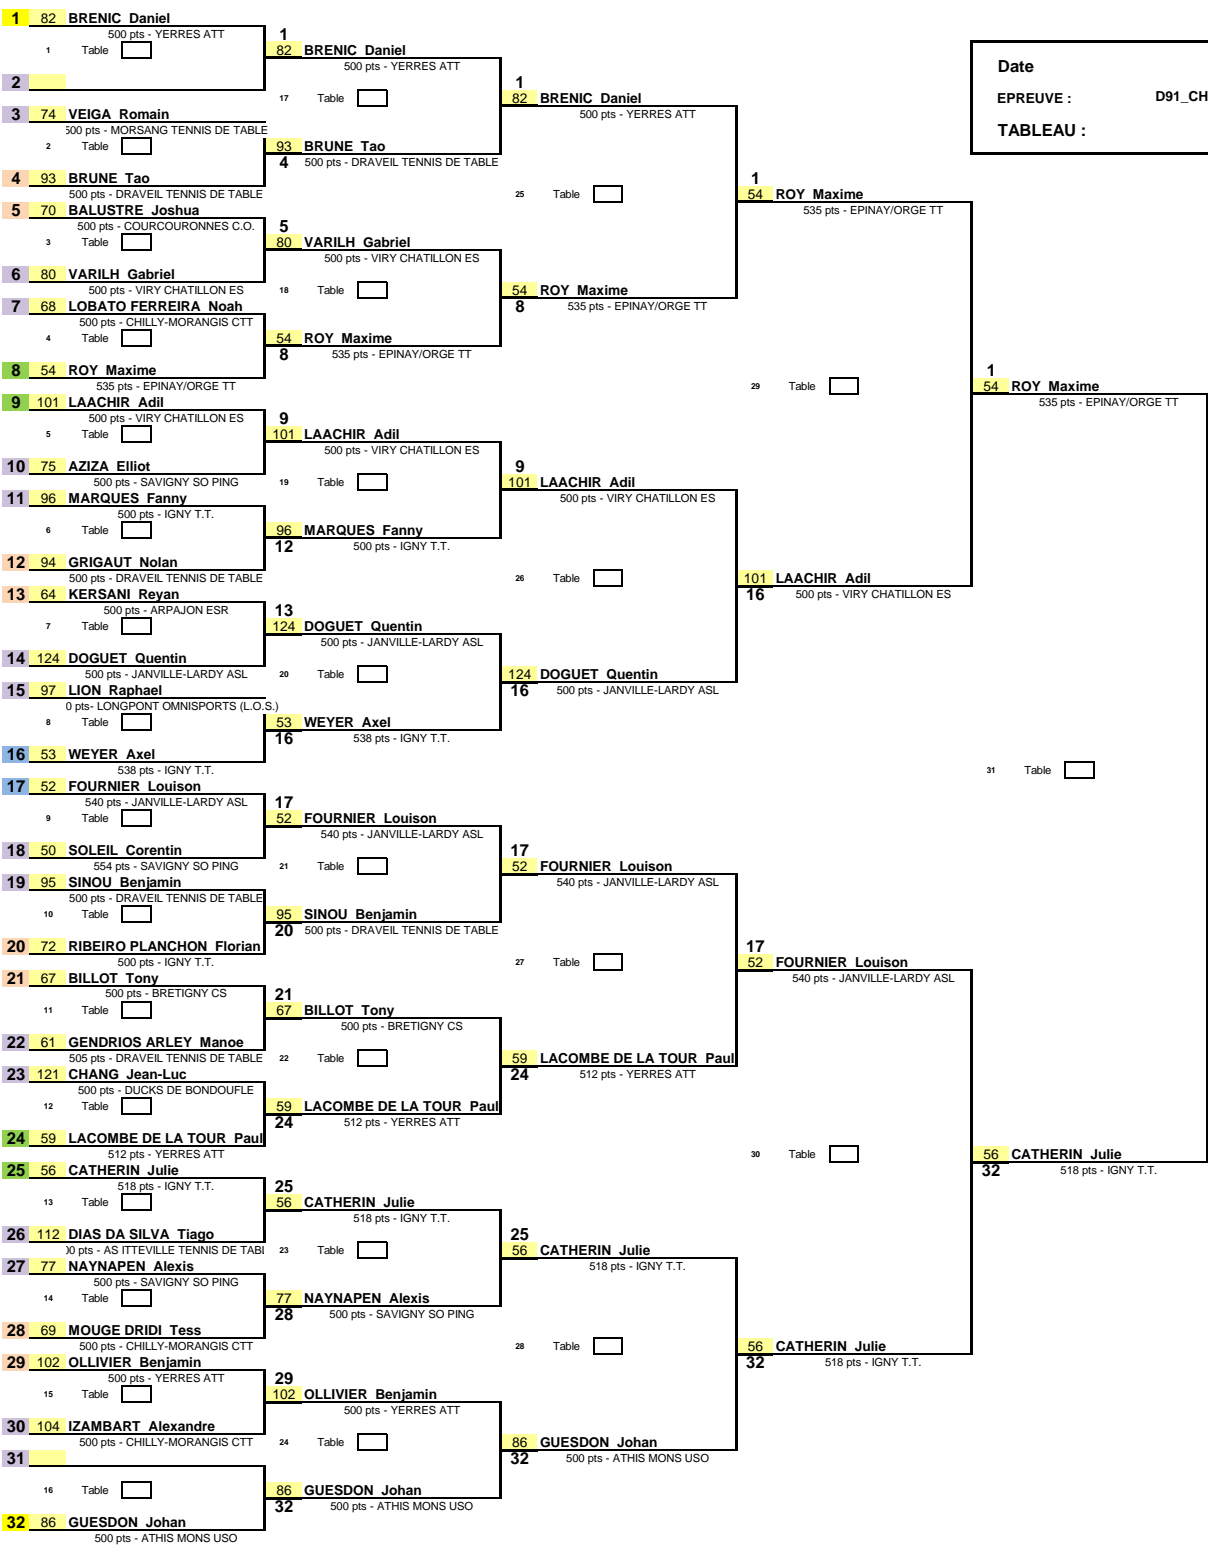 1 82 BRENIC Daniel
500 pts - YERRES ATT
1
1 Table
82 BRENIC Daniel
500 pts - YERRES ATT
Date
2
1
17 Table
82 BRENIC Daniel
EPREUVE : D91_CH
3 74 VEIGA Romain
500 pts - YERRES ATT
500 pts - MORSANG TENNIS DE TABLE
TABLEAU :
2 Table
93 BRUNE Tao
4 500 pts - DRAVEIL TENNIS DE TABLE
4 93 BRUNE Tao
1
500 pts - DRAVEIL TENNIS DE TABLE
25 Table
54 ROY Maxime
5 70 BALUSTRE Joshua
535 pts - EPINAY/ORGE TT
500 pts - COURCOURONNES C.O.
5
3 Table
80 VARILH Gabriel
500 pts - VIRY CHATILLON ES
6 80 VARILH Gabriel
500 pts - VIRY CHATILLON ES
18 Table
54 ROY Maxime
7 68 LOBATO FERREIRA Noah
8 535 pts - EPINAY/ORGE TT
500 pts - CHILLY-MORANGIS CTT
4 Table
54 ROY Maxime
8 535 pts - EPINAY/ORGE TT
8 54 ROY Maxime
1
535 pts - EPINAY/ORGE TT
29 Table
54 ROY Maxime
9 101 LAACHIR Adil
535 pts - EPINAY/ORGE TT
500 pts - VIRY CHATILLON ES
9
5 Table
101 LAACHIR Adil
500 pts - VIRY CHATILLON ES
10 75 AZIZA Elliot
9
500 pts - SAVIGNY SO PING
19 Table
101 LAACHIR Adil
11 96 MARQUES Fanny
500 pts - VIRY CHATILLON ES
500 pts - IGNY T.T.
6 Table
96 MARQUES Fanny
12 500 pts - IGNY T.T.
12 94 GRIGAUT Nolan
500 pts - DRAVEIL TENNIS DE TABLE
26 Table
101 LAACHIR Adil
13 64 KERSANI Reyan
16 500 pts - VIRY CHATILLON ES
500 pts - ARPAJON ESR
13
7 Table
124 DOGUET Quentin
500 pts - JANVILLE-LARDY ASL
14 124 DOGUET Quentin
500 pts - JANVILLE-LARDY ASL
20 Table
124 DOGUET Quentin
15 97 LION Raphael
16 500 pts - JANVILLE-LARDY ASL
0 pts- LONGPONT OMNISPORTS (L.O.S.)
8 Table
53 WEYER Axel
16 538 pts - IGNY T.T.
16 53 WEYER Axel
538 pts - IGNY T.T.
31 Table
17 52 FOURNIER Louison
540 pts - JANVILLE-LARDY ASL
17
9 Table
52 FOURNIER Louison
540 pts - JANVILLE-LARDY ASL
18 50 SOLEIL Corentin
17
554 pts - SAVIGNY SO PING
21 Table
52 FOURNIER Louison
19 95 SINOU Benjamin
540 pts - JANVILLE-LARDY ASL
500 pts - DRAVEIL TENNIS DE TABLE
10 Table
95 SINOU Benjamin
20 500 pts - DRAVEIL TENNIS DE TABLE
20 72 RIBEIRO PLANCHON Florian
17
500 pts - IGNY T.T.
27 Table
52 FOURNIER Louison
21 67 BILLOT Tony
540 pts - JANVILLE-LARDY ASL
500 pts - BRETIGNY CS
21
11 Table
67 BILLOT Tony
500 pts - BRETIGNY CS
22 61 GENDRIOS ARLEY Manoe
505 pts - DRAVEIL TENNIS DE TABLE
22 Table
59 LACOMBE DE LA TOUR Paul
23 121 CHANG Jean-Luc
24 512 pts - YERRES ATT
500 pts - DUCKS DE BONDOUFLE
12 Table
59 LACOMBE DE LA TOUR Paul
24 512 pts - YERRES ATT
24 59 LACOMBE DE LA TOUR Paul
512 pts - YERRES ATT
30 Table
56 CATHERIN Julie
25 56 CATHERIN Julie
32 518 pts - IGNY T.T.
518 pts - IGNY T.T.
25
13 Table
56 CATHERIN Julie
518 pts - IGNY T.T.
26 112 DIAS DA SILVA Tiago
25
00 pts - AS ITTEVILLE TENNIS DE TABL
23 Table
56 CATHERIN Julie
27 77 NAYNAPEN Alexis
518 pts - IGNY T.T.
500 pts - SAVIGNY SO PING
14 Table
77 NAYNAPEN Alexis
28 500 pts - SAVIGNY SO PING
28 69 MOUGE DRIDI Tess
500 pts - CHILLY-MORANGIS CTT
28 Table
56 CATHERIN Julie
29 102 OLLIVIER Benjamin
32 518 pts - IGNY T.T.
500 pts - YERRES ATT
29
15 Table
102 OLLIVIER Benjamin
500 pts - YERRES ATT
30 104 IZAMBART Alexandre
500 pts - CHILLY-MORANGIS CTT
24 Table
86 GUESDON Johan
31
32 500 pts - ATHIS MONS USO
16 Table
86 GUESDON Johan
32 500 pts - ATHIS MONS USO
32 86 GUESDON Johan
500 pts - ATHIS MONS USO